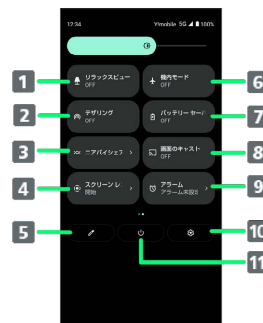 12:34 Y!mobile 5G 100%
1 リラックスビュー 機内モード 6
OFF OFF
2 テザリング バッテリー セーバ 7
OFF OFF
3 ニアバイシェア 画面のキャスト 8
OFF
4 スクリーン レ アラーム 9
開始 アラーム未設定
5 10
11